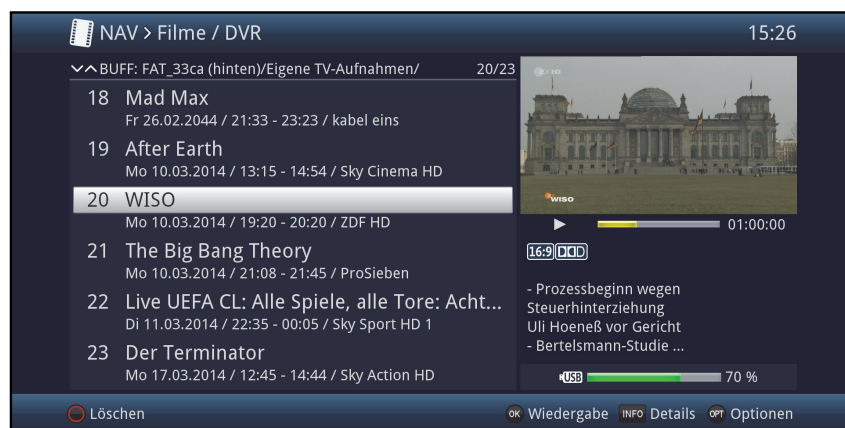 NAV > Filme / DVR
15:26
BUFF: FAT_33ca (hinten)/Eigene TV-Aufnahmen/ 20/23
18 Mad Max
Fr 26.02.2044 / 21:33 - 23:23 / kabel eins
19 After Earth
Mo 10.03.2014 / 13:15 - 14:54 / Sky Cinema HD
20 WISO
Mo 10.03.2014 / 19:20 - 20:20 / ZDF HD
21 The Big Bang Theory
Mo 10.03.2014 / 21:08 - 21:45 / ProSieben
22 Live UEFA CL: Alle Spiele, alle Tore: Acht...
Di 11.03.2014 / 22:35 - 00:05 / Sky Sport HD 1
23 Der Terminator
Mo 17.03.2014 / 12:45 - 14:44 / Sky Action HD
HD
WISO
01:00:00
16:9
- Prozessbeginn wegen
Steuerhinterziehung
Uli Hoeneß vor Gericht
- Bertelsmann-Studie ...
USB 70 %
Löschen
OK Wiedergabe INFO Details OPT Optionen